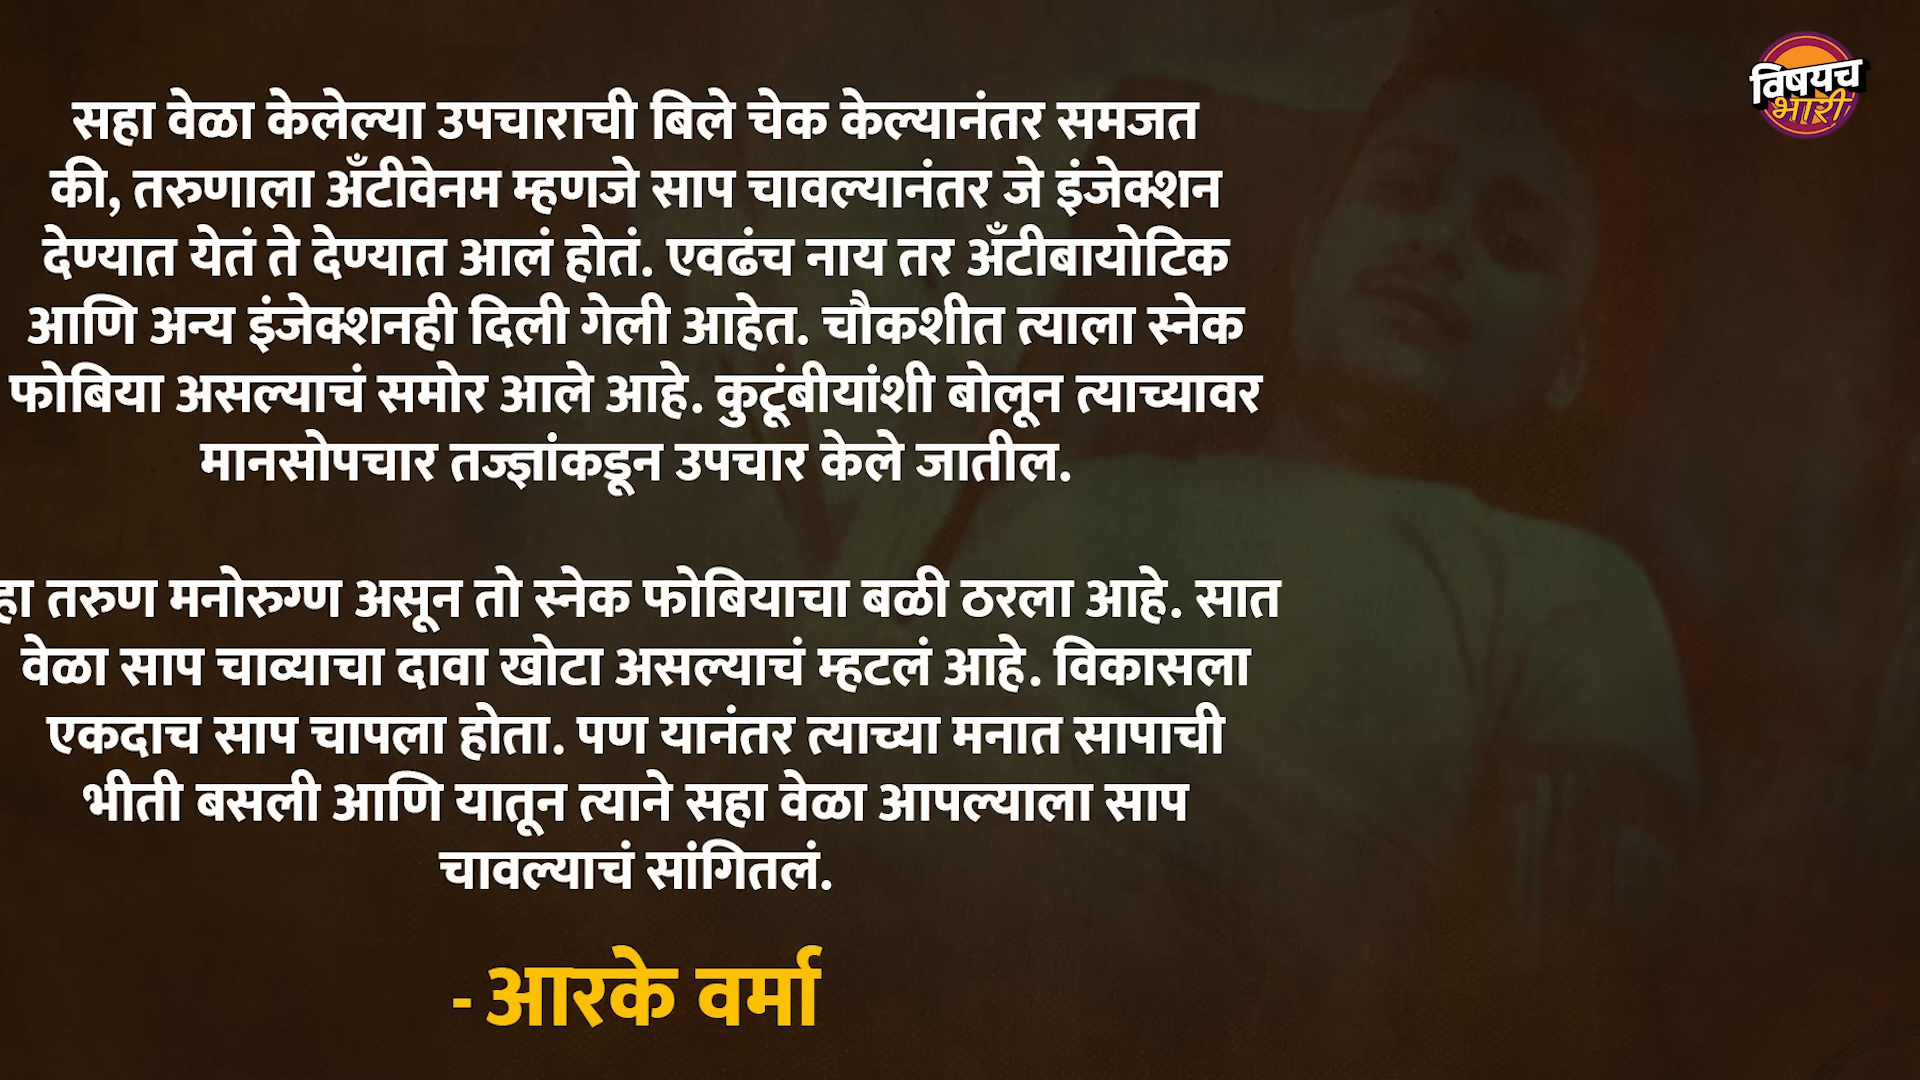 विषयच
भारी
सहा वेळा केलेल्या उपचाराची बिले चेक केल्यानंतर समजत
की, तरुणाला अँटीवेनम म्हणजे साप चावल्यानंतर जे इंजेक्शन
देण्यात येतं ते देण्यात आलं होतं. एवढंच नाय तर अँटीबायोटिक
आणि अन्य इंजेक्शनही दिली गेली आहेत. चौकशीत त्याला स्नेक
फोबिया असल्याचं समोर आले आहे. कुटूंबीयांशी बोलून त्याच्यावर
मानसोपचार तज्ज्ञांकडून उपचार केले जातील.
हा तरुण मनोरुग्ण असून तो स्नेक फोबियाचा बळी ठरला आहे. सात
वेळा साप चाव्याचा दावा खोटा असल्याचं म्हटलं आहे. विकासला
एकदाच साप चापला होता. पण यानंतर त्याच्या मनात सापाची
भीती बसली आणि यातून त्याने सहा वेळा आपल्याला साप
चावल्याचं सांगितलं.
- आरके वर्मा